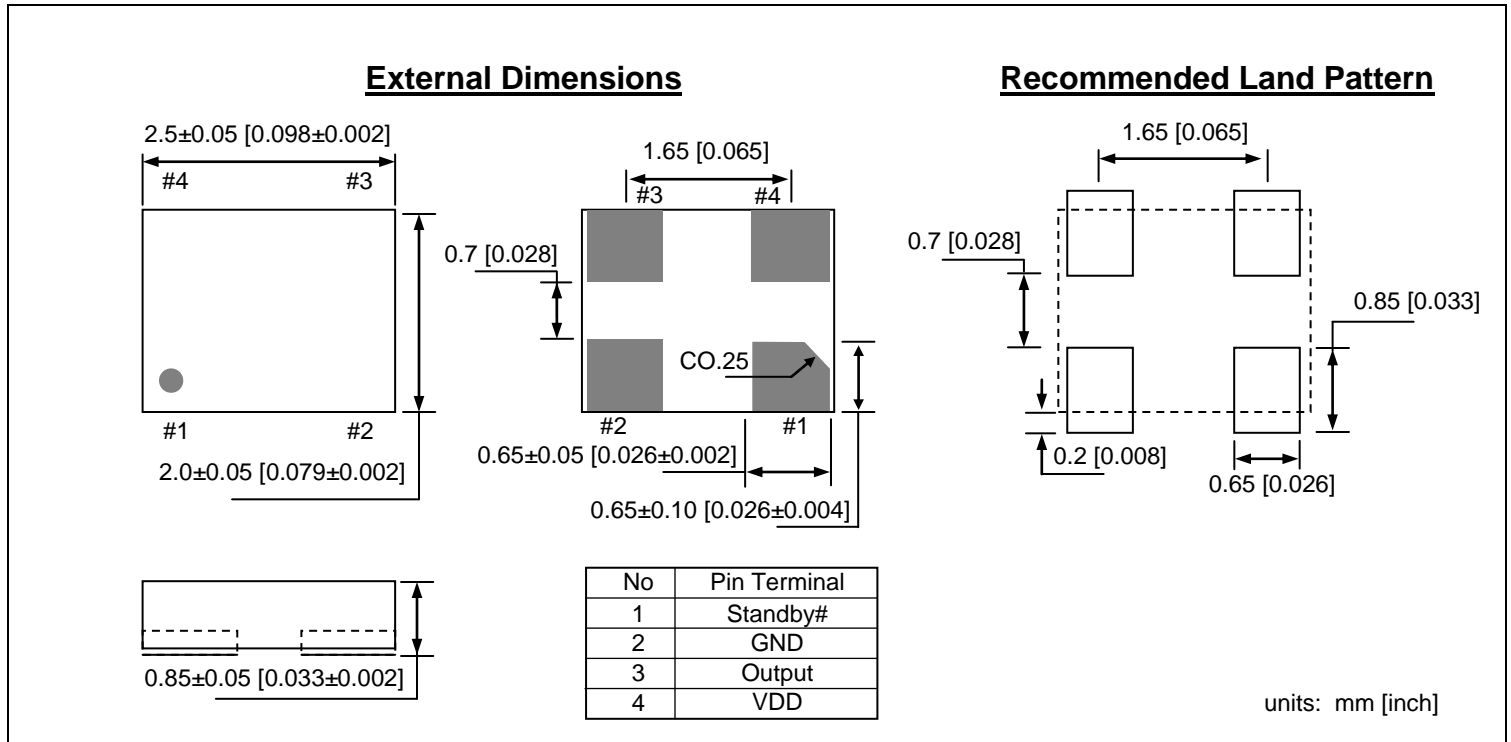 External Dimensions
2.5±0.05 [0.098±0.002]
#4 #3
#1 #2
2.0±0.05 [0.079±0.002]
1.65 [0.065]
#3 #4
0.7 [0.028]
CO.25
#2 #1
0.65±0.05 [0.026±0.002]
0.65±0.10 [0.026±0.004]
Recommended Land Pattern
1.65 [0.065]
0.7 [0.028]
0.85 [0.033]
0.2 [0.008]
0.65 [0.026]
0.85±0.05 [0.033±0.002]
No Pin Terminal
1 Standby#
2 GND
3 Output
4 VDD
units: mm [inch]